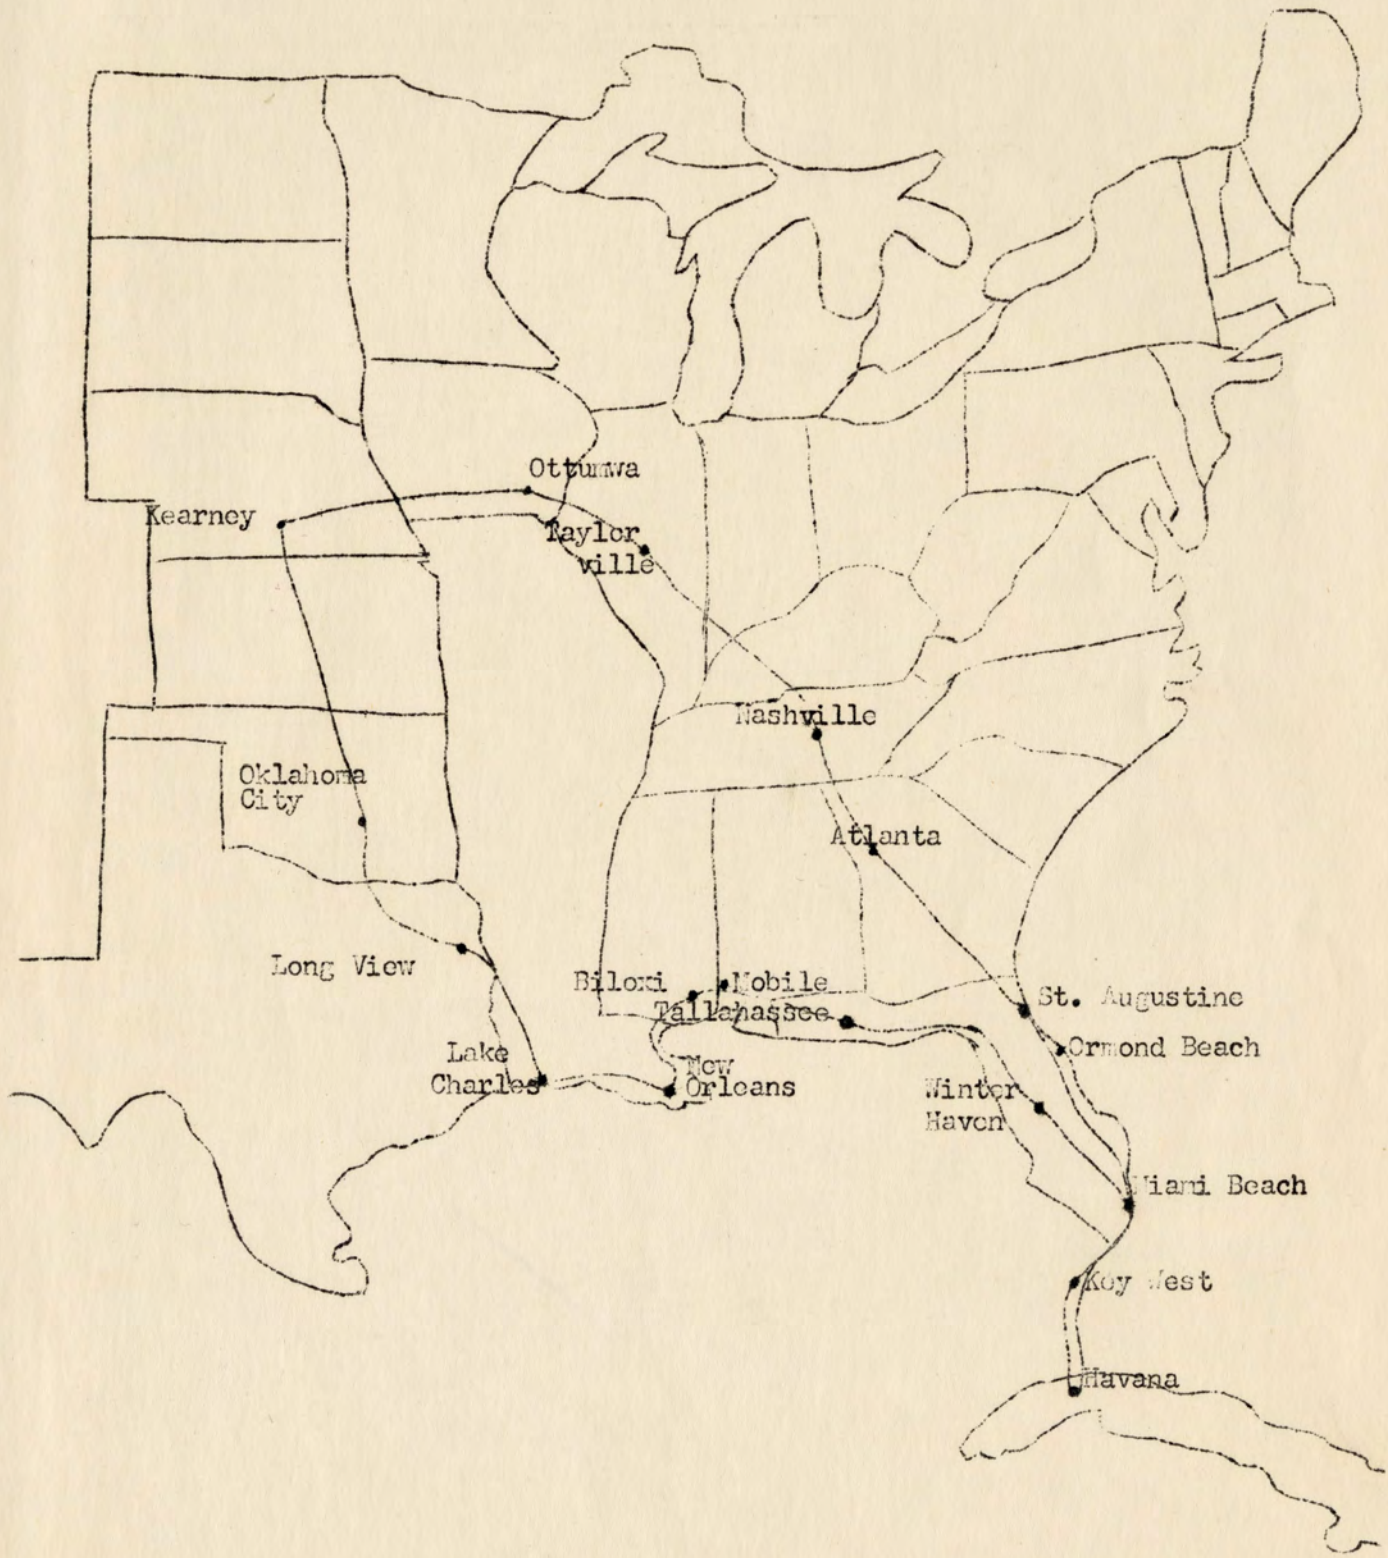 Ottumwa
Kearney
Taylor
ville
Nashville
Oklahoma
City
Atlanta
Long View
Biloxi
Mobile
Tallahassee
St. Augustine
Ormond Beach
Lake
Charles
New
Orleans
Winter
Haven
Miami Beach
Key West
Havana